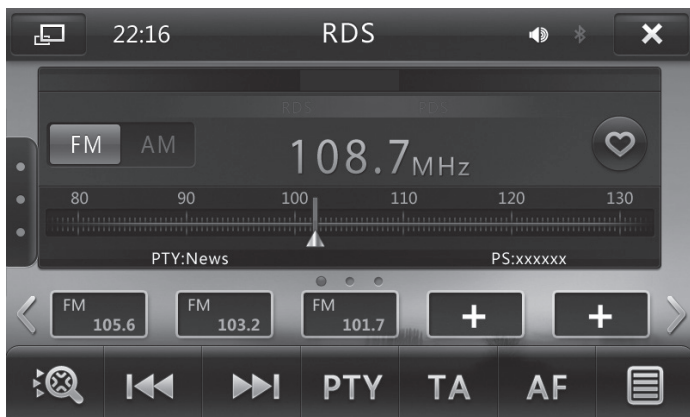 22:16 RDS
RDS
FM AM 108.7MHz
80 90 100 110 120 130
PTY:News PS:xxxxxx
FM FM FM + +
105.6 103.2 101.7
PTY TA AF